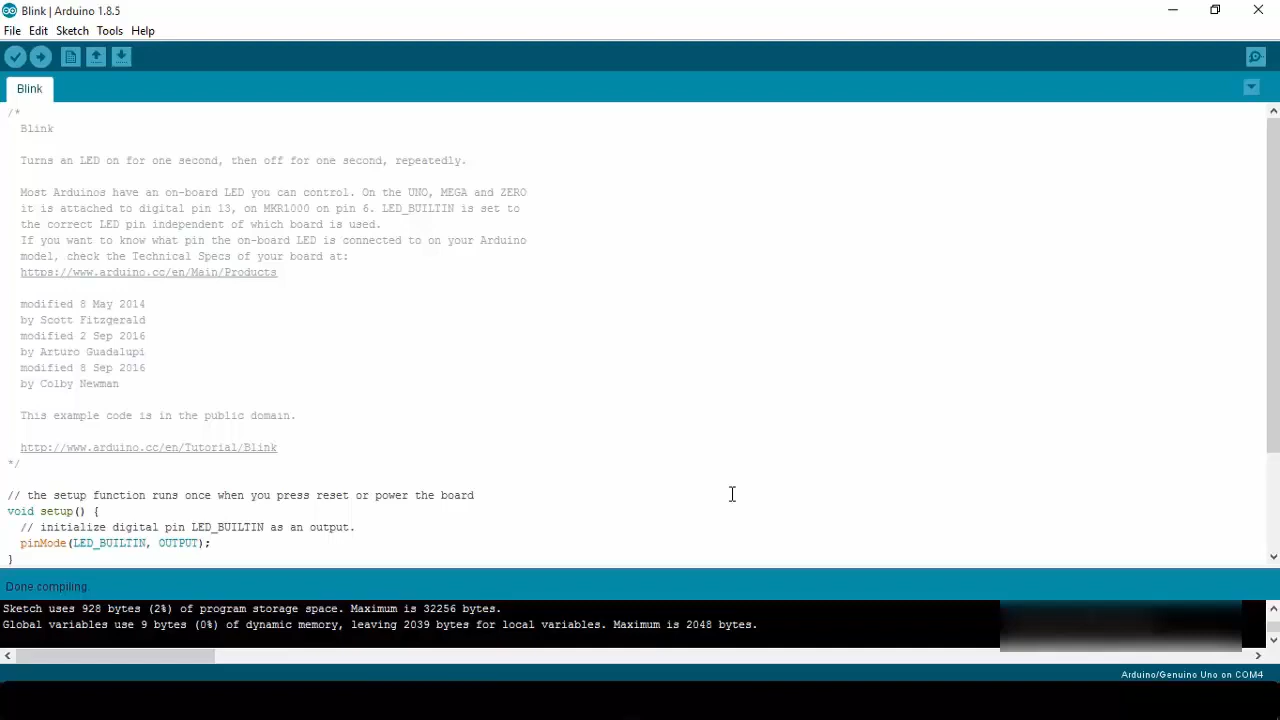 Blink | Arduino 1.8.5
File Edit Sketch Tools Help
Blink
/*
Blink
Turns an LED on for one second, then off for one second, repeatedly.
Most Arduinos have an on-board LED you can control. On the UNO, MEGA and ZERO
it is attached to digital pin 13, on MKR1000 on pin 6. LED_BUILTIN is set to
the correct LED pin independent of which board is used.
If you want to know what pin the on-board LED is connected to on your Arduino
model, check the Technical Specs of your board at:
https://www.arduino.cc/en/Main/Products
modified 8 May 2014
by Scott Fitzgerald
modified 2 Sep 2016
by Arturo Guadalupi
modified 8 Sep 2016
by Colby Newman
This example code is in the public domain.
http://www.arduino.cc/en/Tutorial/Blink
*/
// the setup function runs once when you press reset or power the board
void setup() {
// initialize digital pin LED_BUILTIN as an output.
pinMode(LED_BUILTIN, OUTPUT);
}
Done compiling.
Sketch uses 928 bytes (2%) of program storage space. Maximum is 32256 bytes.
Global variables use 9 bytes (0%) of dynamic memory, leaving 2039 bytes for local variables. Maximum is 2048 bytes.
Arduino/Genuino Uno on COM4